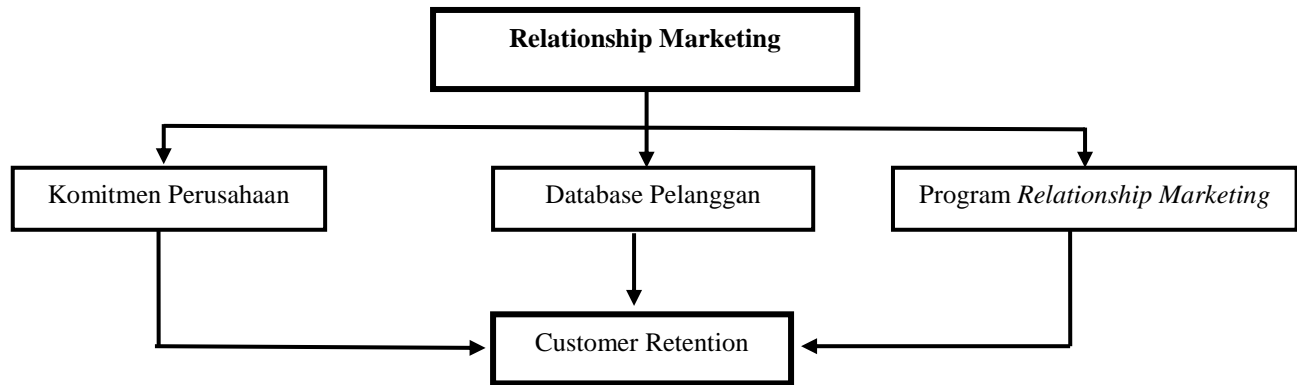 Relationship Marketing
Komitmen Perusahaan
Database Pelanggan
Program Relationship Marketing
Customer Retention